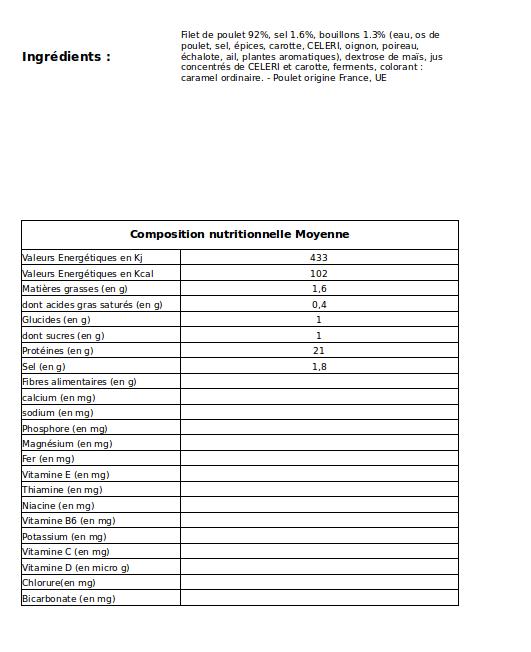 Ingrédients :
Filet de poulet 92%, sel 1.6%, bouillons 1.3% (eau, os de
poulet, sel, épices, carotte, CELERI, oignon, poireau,
échalote, ail, plantes aromatiques), dextrose de maïs, jus
concentrés de CELERI et carotte, ferments, colorant :
caramel ordinaire. - Poulet origine France, UE
Composition nutritionnelle Moyenne
Valeurs Energétiques en Kj 433
Valeurs Energétiques en Kcal 102
Matières grasses (en g) 1,6
dont acides gras saturés (en g) 0,4
Glucides (en g) 1
dont sucres (en g) 1
Protéines (en g) 21
Sel (en g) 1,8
Fibres alimentaires (en g)
calcium (en mg)
sodium (en mg)
Phosphore (en mg)
Magnésium (en mg)
Fer (en mg)
Vitamine E (en mg)
Thiamine (en mg)
Niacine (en mg)
Vitamine B6 (en mg)
Potassium (en mg)
Vitamine C (en mg)
Vitamine D (en micro g)
Chlorure(en mg)
Bicarbonate (en mg)